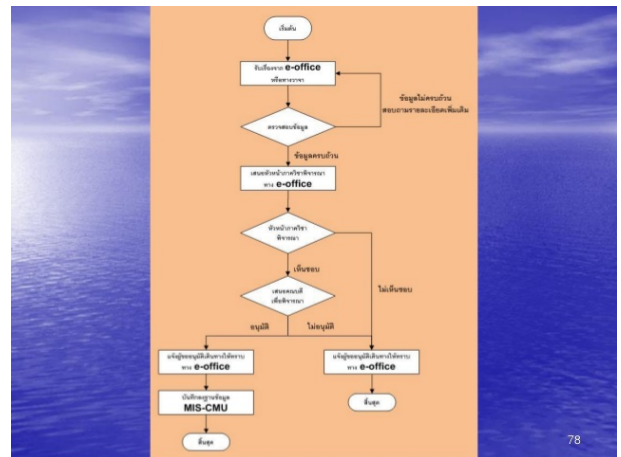 เริ่มต้น
รับเรื่องจาก e-office
หรือทางวาจา
ข้อมูลไม่ครบถ้วน
สอบถามรายละเอียดเพิ่มเติม
ตรวจสอบข้อมูล
ข้อมูลครบถ้วน
เสนอหัวหน้าภาควิชาพิจารณา
ทาง e-office
หัวหน้าภาควิชา
พิจารณา
เห็นชอบ
ไม่เห็นชอบ
เสนอคณบดี
เพื่อพิจารณา
อนุมัติ
ไม่อนุมัติ
แจ้งผู้ขออนุมัติเดินทางให้ทราบ
ทาง e-office
แจ้งผู้ขออนุมัติเดินทางให้ทราบ
ทาง e-office
บันทึกลงฐานข้อมูล
MIS-CMU
สิ้นสุด
สิ้นสุด
78